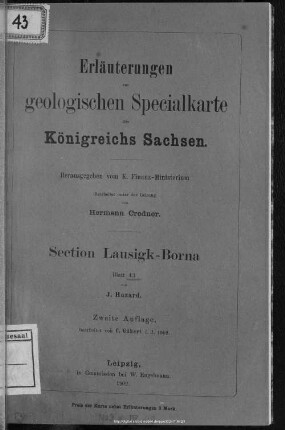 43
Erläuterungen
zur
geologischen Specialkarte
des
Königreichs Sachsen.
Herausgegeben vom K. Finanz-Ministerium
Bearbeitet unter der Leitung
von
Hermann Credner.
Section Lausigk-Borna
Blatt 43
von
J. Hazard.
Zweite Auflage,
Leipzig,
in Commission bei W. Engelmann.
Preis der Karte nebst Erläuterungen 3 Mark.